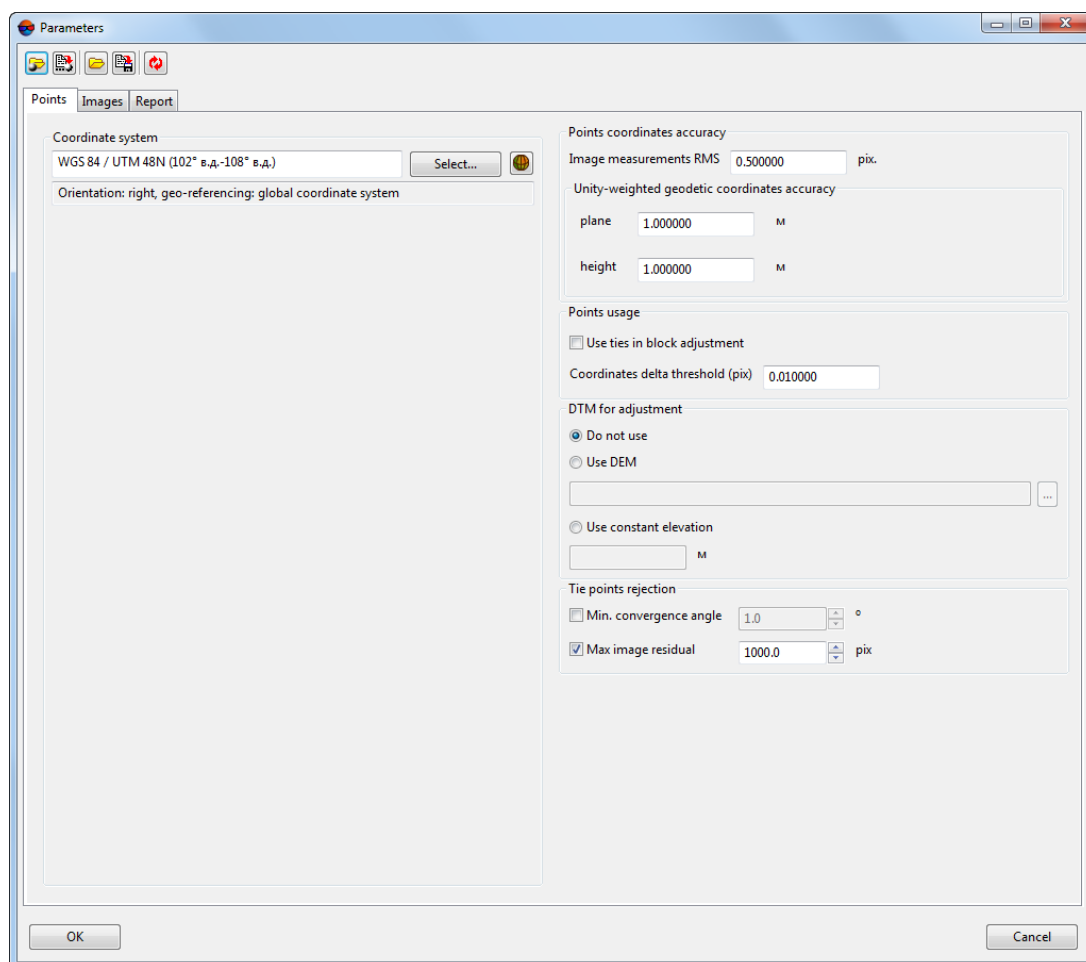 Parameters
Points Images Report
Coordinate system
WGS 84 / UTM 48N (102° в.д.-108° в.д.)
Select...
Orientation: right, geo-referencing: global coordinate system
Points coordinates accuracy
Image measurements RMS 0.500000 pix.
Unity-weighted geodetic coordinates accuracy
plane 1.000000 м
height 1.000000 м
Points usage
Use ties in block adjustment
Coordinates delta threshold (pix) 0.010000
DTM for adjustment
Do not use
Use DEM
...
Use constant elevation
м
Tie points rejection
Min. convergence angle 1.0 °
Max image residual 1000.0 pix
OK Cancel